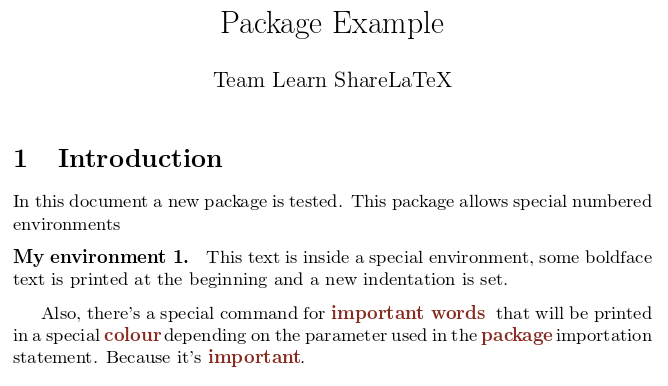 Package Example
Team Learn ShareLaTeX
1 Introduction
In this document a new package is tested. This package allows special numbered
environments
My environment 1. This text is inside a special environment, some boldface
text is printed at the beginning and a new indentation is set.
Also, there's a special command for important words that will be printed
in a special colour depending on the parameter used in the package importation
statement. Because it's important.